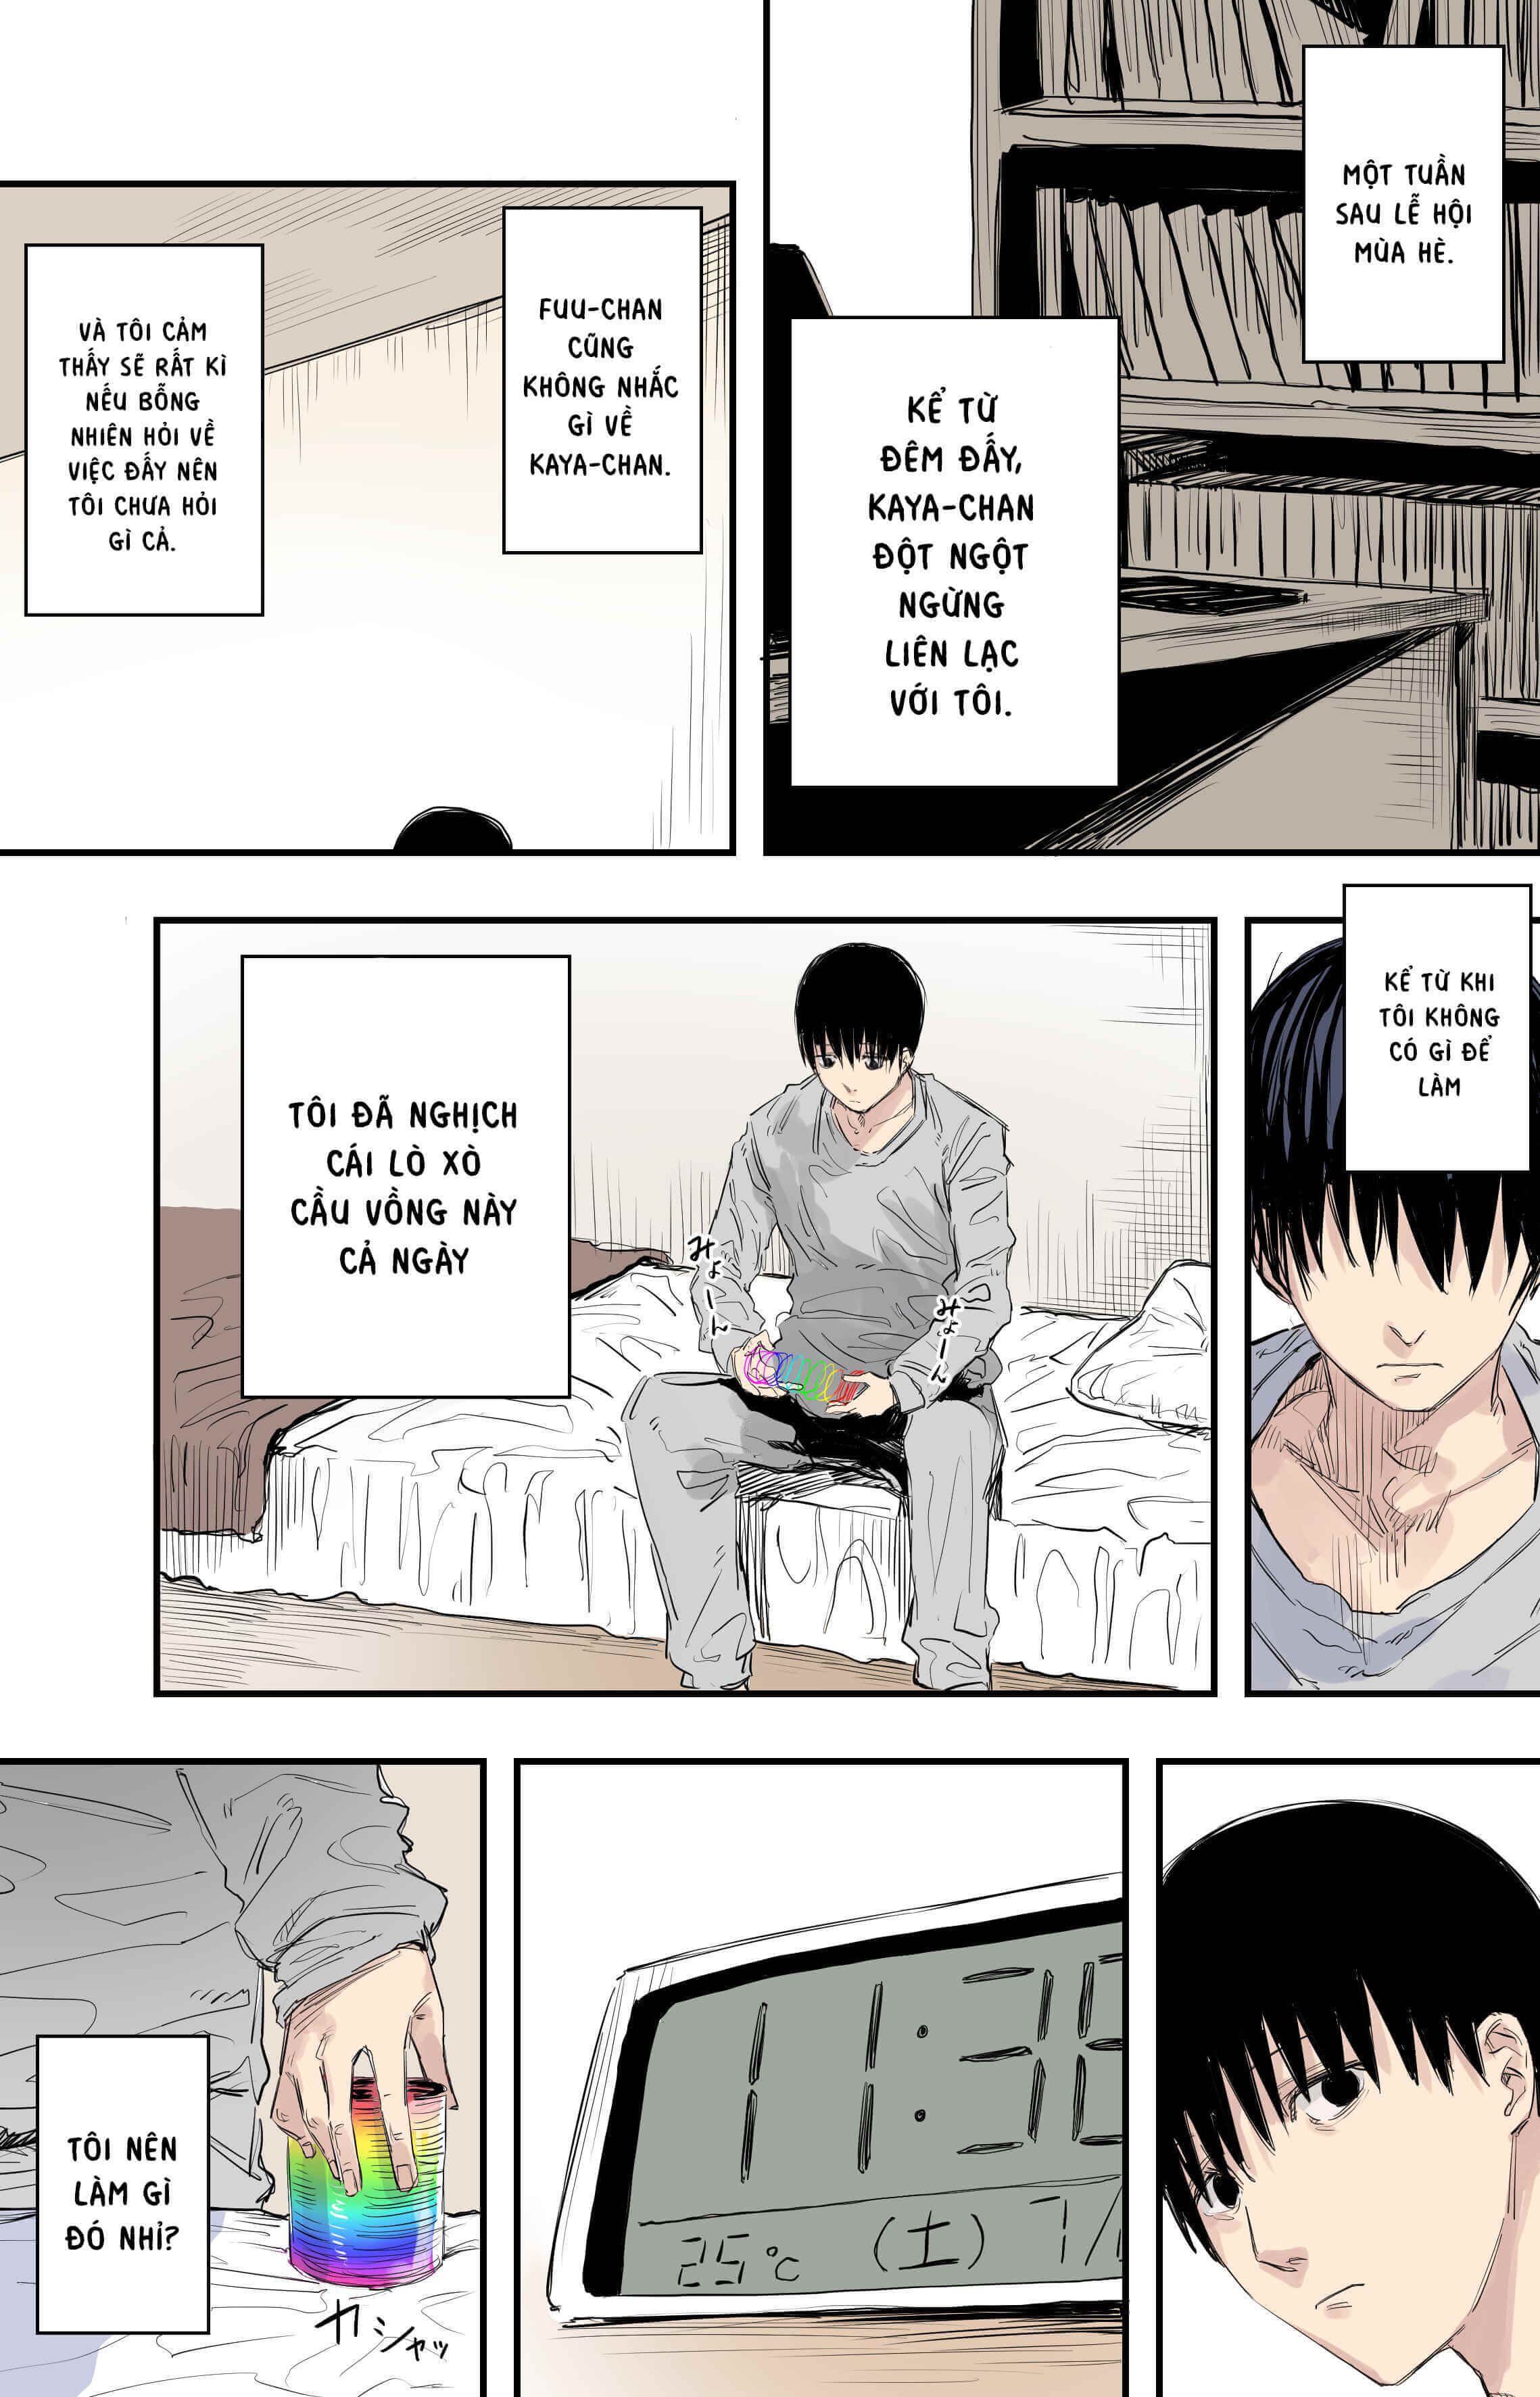 MỘT TUẦN
SAU LỄ HỘI
MÙA HÈ.
KỂ TỪ
ĐÊM ĐẤY,
KAYA-CHAN
ĐỘT NGỘT
NGỪNG
LIÊN LẠC
VỚI TÔI.
FUU-CHAN
CŨNG
KHÔNG NHẮC
GÌ VỀ
KAYA-CHAN.
VÀ TÔI CẢM
THẤY SẼ RẤT KÌ
NẾU BỖNG
NHIÊN HỎI VỀ
VIỆC ĐẤY NÊN
TÔI CHƯA HỎI
GÌ CẢ.
KỂ TỪ KHI
TÔI KHÔNG
CÓ GÌ ĐỂ
LÀM
TÔI ĐÃ NGHỊCH
CÁI LÒ XÒ
CẦU VỒNG NÀY
CẢ NGÀY
みょーん
みょーん
11:3
25℃ (土) 7/
TÔI NÊN
LÀM GÌ
ĐÓ NHỈ?
カシャッ